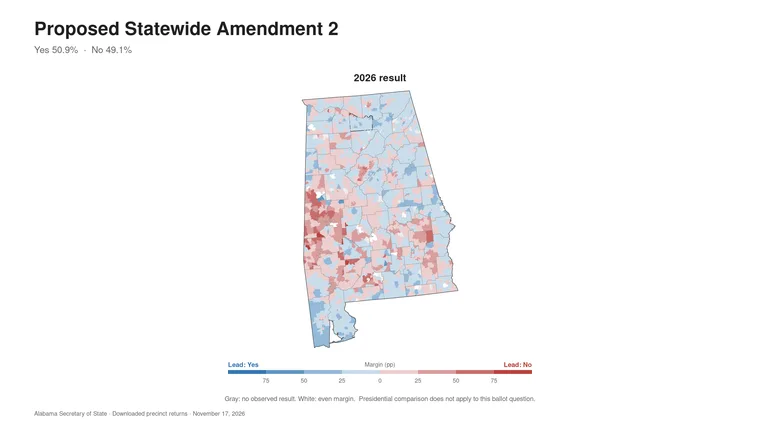 Proposed Statewide Amendment 2
Yes 50.9% · No 49.1%
2026 result
Lead: Yes Margin (pp) Lead: No
75 50 25 0 25 50 75
Gray: no observed result. White: even margin. Presidential comparison does not apply to this ballot question.
Alabama Secretary of State · Downloaded precinct returns · November 17, 2026